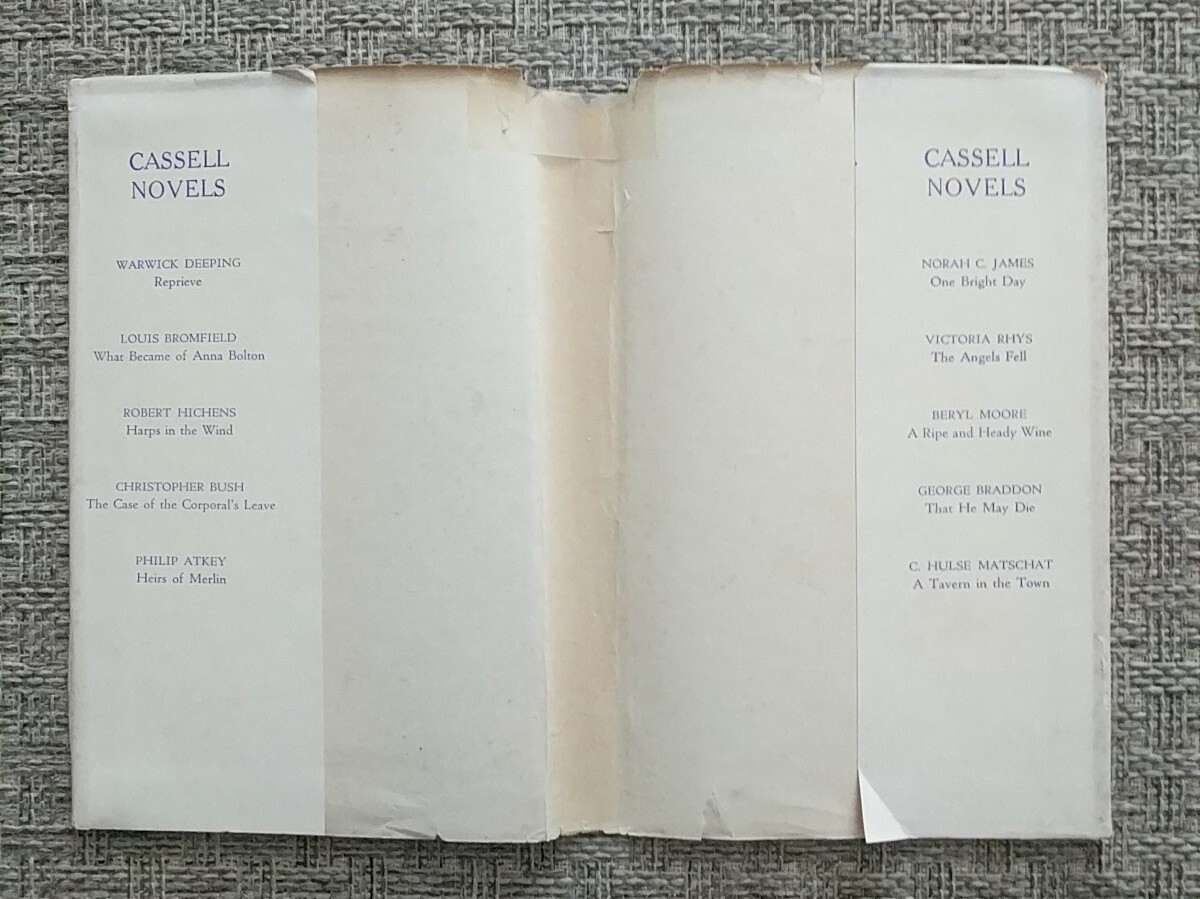 CASSELL
NOVELS
WARWICK DEEPING
Reprieve
LOUIS BROMFIELD
What Became of Anna Bolton
ROBERT HICHENS
Harps in the Wind
CHRISTOPHER BUSH
The Case of the Corporal's Leave
PHILIP ATKEY
Heirs of Merlin
CASSELL
NOVELS
NORAH C. JAMES
One Bright Day
VICTORIA RHYS
The Angels Fell
BERYL MOORE
A Ripe and Heady Wine
GEORGE BRADDON
That He May Die
C. HULSE MATSCHAT
A Tavern in the Town